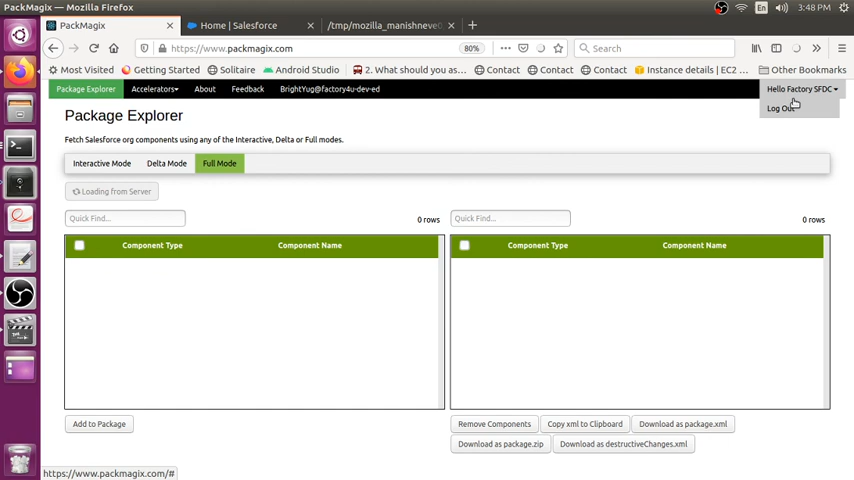 PackMagix - Mozilla Firefox
En
3:48 PM
PackMagix
Home | Salesforce
/tmp/mozilla_manishneve0
https://www.packmagix.com
80%
Search
Most Visited
Getting Started
Solitaire
Android Studio
2. What should you as…
Contact
Contact
Instance details | EC2 …
Other Bookmarks
Package Explorer
Accelerators
About
Feedback
BrightYug@factory4u-dev-ed
Hello Factory SFDC
Log Out
Package Explorer
Fetch Salesforce org components using any of the Interactive, Delta or Full modes.
Interactive Mode
Delta Mode
Full Mode
Loading from Server
Quick Find...
0 rows
Quick Find...
0 rows
Component Type
Component Name
Component Type
Component Name
Add to Package
Remove Components
Copy xml to Clipboard
Download as package.xml
Download as package.zip
Download as destructiveChanges.xml
https://www.packmagix.com/#